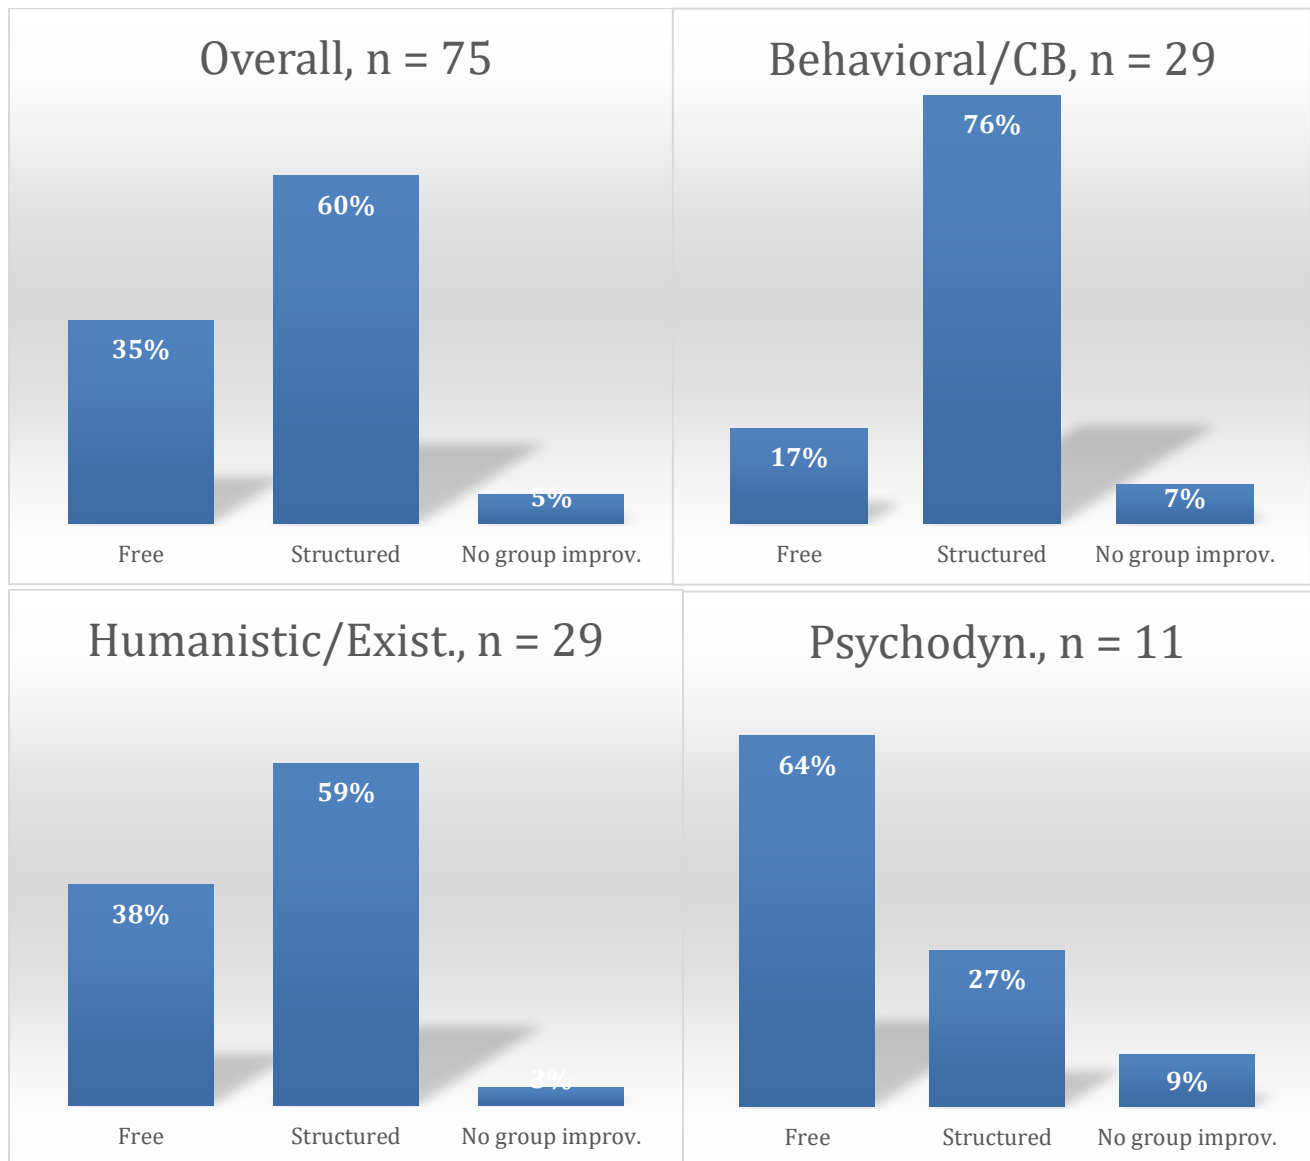 Overall, n = 75
60%
35%
5%
Free Structured No group improv.
Behavioral/CB, n = 29
76%
17%
7%
Free Structured No group improv.
Humanistic/Exist., n = 29
59%
38%
3%
Free Structured No group improv.
Psychodyn., n = 11
64%
27%
9%
Free Structured No group improv.